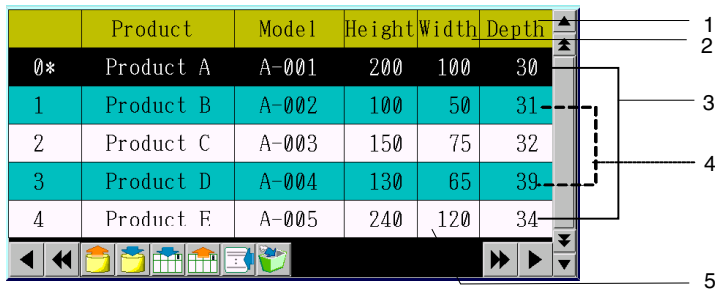 Product Model Height Width Depth
0* Product A A-001 200 100 30
1 Product B A-002 100 50 31
2 Product C A-003 150 75 32
3 Product D A-004 130 65 39
4 Product E A-005 240 120 34
1
2
3
4
5